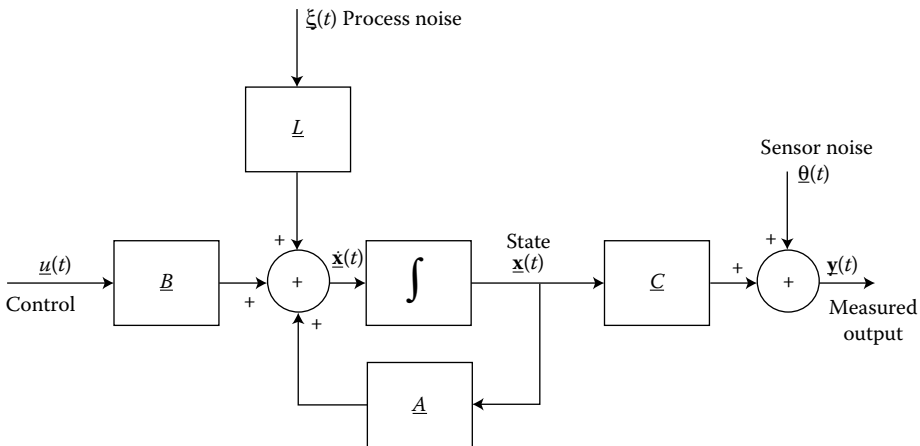 ξ(t) Process noise
L
Sensor noise
θ(t)
+
+
State
u(t)
B
+
ẋ(t)
∫
x(t)
C
+
+
y(t)
Control
+
+
Measured
output
A